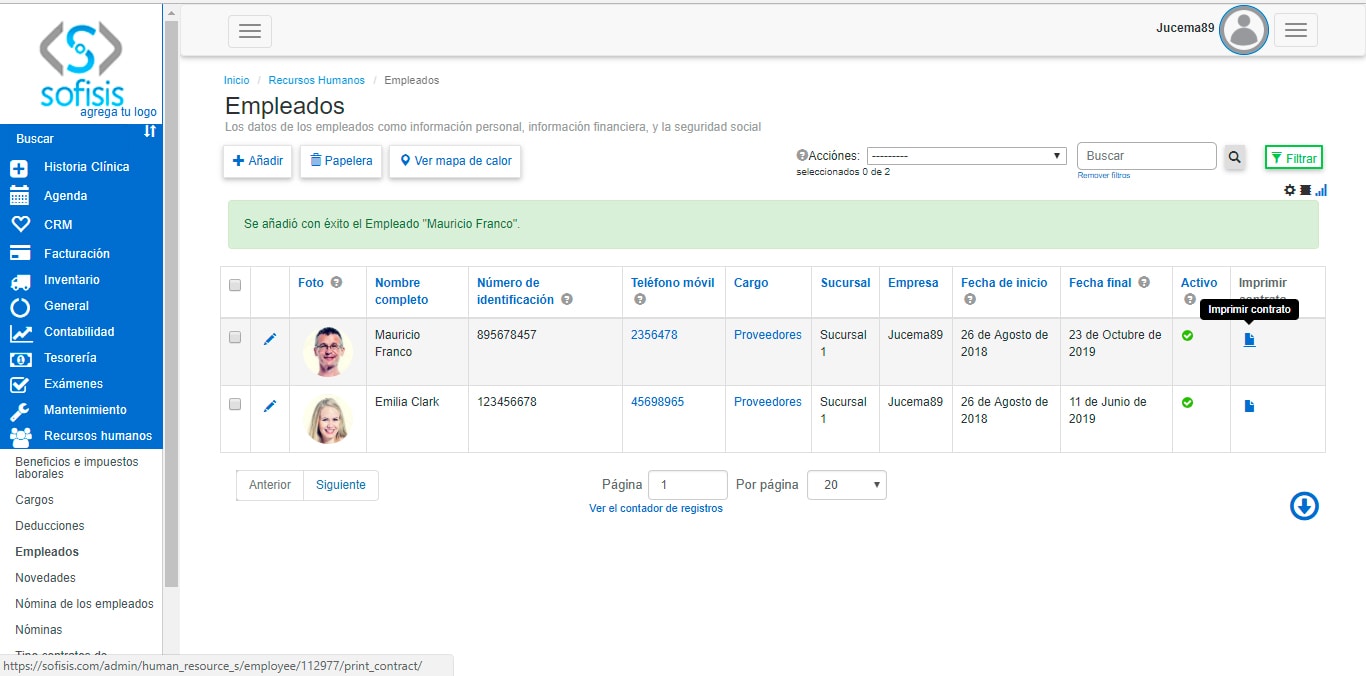 Jucema89
sofisis
agrega tu logo
Buscar
Historia Clínica
Agenda
CRM
Facturación
Inventario
General
Contabilidad
Tesorería
Exámenes
Mantenimiento
Recursos humanos
Beneficios e impuestos
laborales
Cargos
Deducciones
Empleados
Novedades
Nómina de los empleados
Nóminas
Tipo contratos de
Inicio / Recursos Humanos / Empleados
Empleados
Los datos de los empleados como información personal, información financiera, y la seguridad social
Añadir Papelera Ver mapa de calor
Acciónes: --------- Buscar Filtrar
seleccionados 0 de 2 Remover filtros
Se añadió con éxito el Empleado "Mauricio Franco".
Foto Nombre Número de Teléfono móvil Cargo Sucursal Empresa Fecha de inicio Fecha final Activo Imprimir
completo identificación contrato
Imprimir contrato
Mauricio 895678457 2356478 Proveedores Sucursal Jucema89 26 de Agosto de 23 de Octubre de
Franco 1 2018 2019
Emilia Clark 123456678 45698965 Proveedores Sucursal Jucema89 26 de Agosto de 11 de Junio de
1 2018 2019
Anterior Siguiente Página 1 Por página 20
Ver el contador de registros
https://sofisis.com/admin/human_resource_s/employee/112977/print_contract/